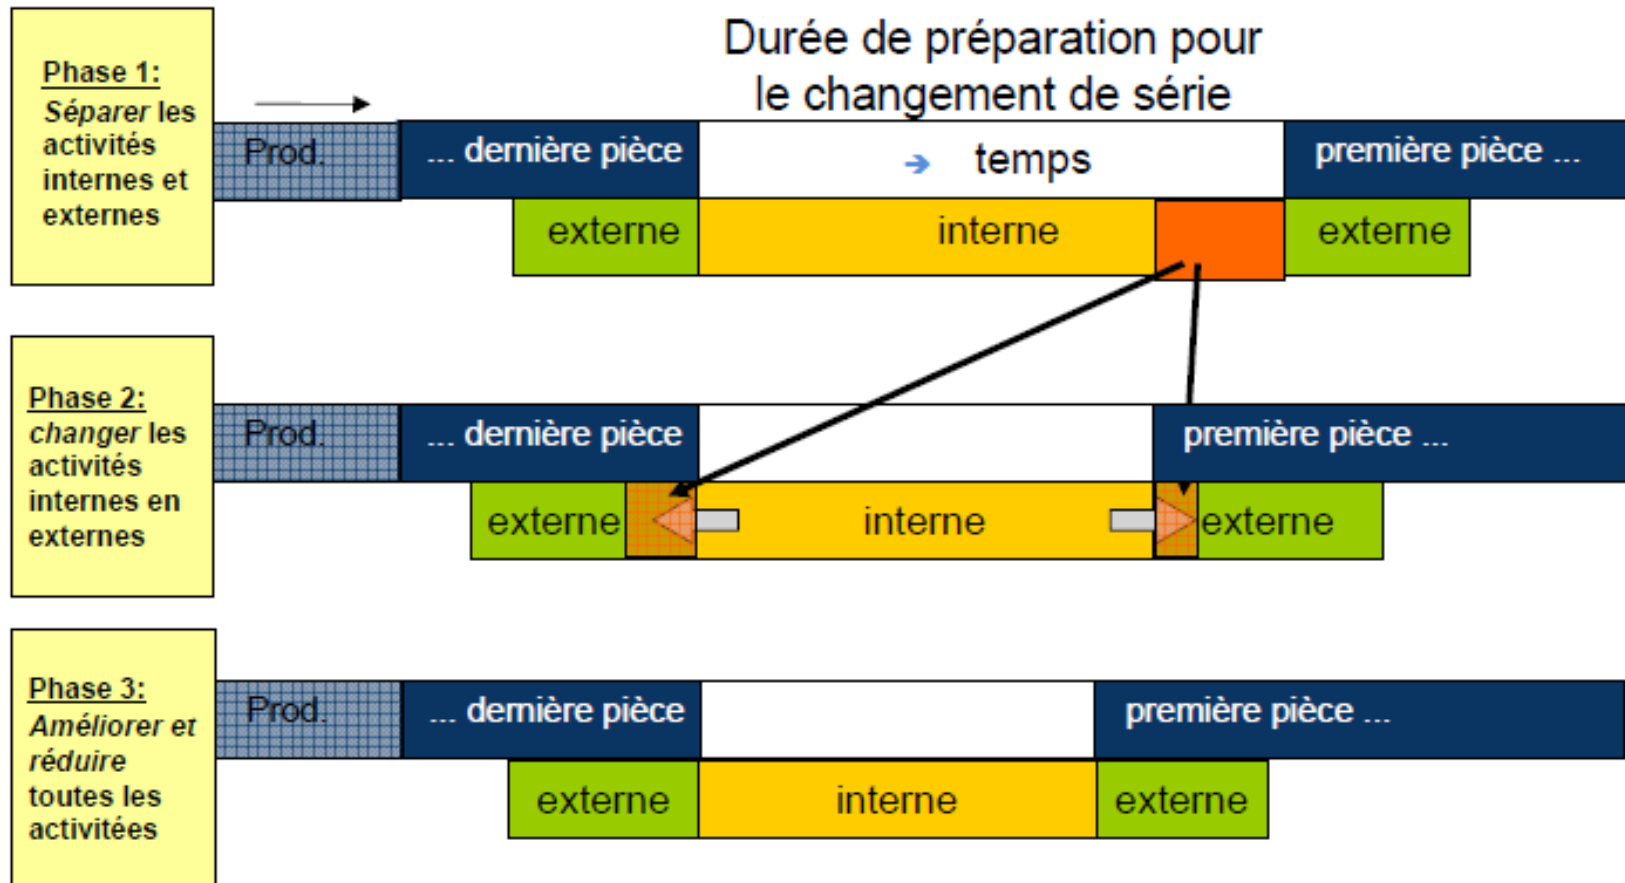 Durée de préparation pour
le changement de série
Phase 1:
Séparer les
activités
internes et
externes
Prod.
... dernière pièce
➔ temps
première pièce ...
externe
interne
externe
Phase 2:
changer les
activités
internes en
externes
Prod.
... dernière pièce
première pièce ...
externe
interne
externe
Phase 3:
Améliorer et
réduire
toutes les
activitées
Prod.
... dernière pièce
première pièce ...
externe
interne
externe